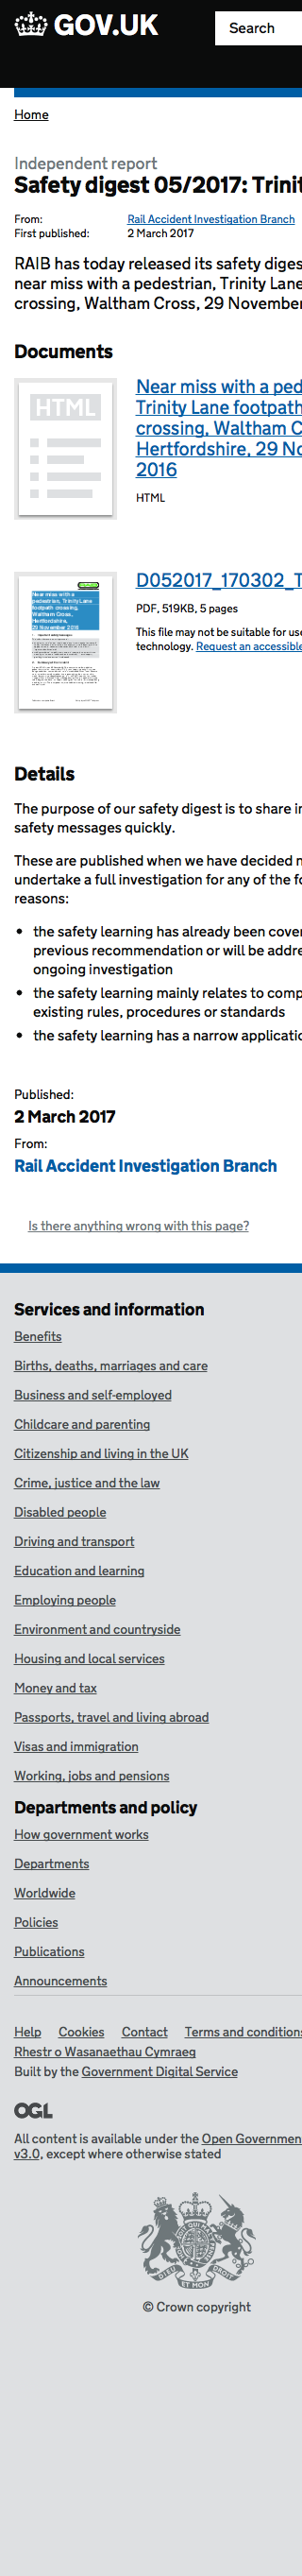 GOV.UK
Search
Home
Independent report
Safety digest 05/2017: Trinit
From: Rail Accident Investigation Branch
First published: 2 March 2017
RAIB has today released its safety diges
near miss with a pedestrian, Trinity Lane
crossing, Waltham Cross, 29 November
Documents
HTML
Near miss with a ped
Trinity Lane footpath
crossing, Waltham C
Hertfordshire, 29 No
2016
HTML
Near miss with a
pedestrian, Trinity Lane
footpath crossing,
Waltham Cross,
Hertfordshire,
29 November 2016
D052017_170302_T
PDF, 519KB, 5 pages
This file may not be suitable for use
technology. Request an accessible
Details
The purpose of our safety digest is to share in
safety messages quickly.
These are published when we have decided n
undertake a full investigation for any of the fo
reasons:
the safety learning has already been cover
previous recommendation or will be addre
ongoing investigation
the safety learning mainly relates to comp
existing rules, procedures or standards
the safety learning has a narrow applicatio
Published:
2 March 2017
From:
Rail Accident Investigation Branch
Is there anything wrong with this page?
Services and information
Benefits
Births, deaths, marriages and care
Business and self-employed
Childcare and parenting
Citizenship and living in the UK
Crime, justice and the law
Disabled people
Driving and transport
Education and learning
Employing people
Environment and countryside
Housing and local services
Money and tax
Passports, travel and living abroad
Visas and immigration
Working, jobs and pensions
Departments and policy
How government works
Departments
Worldwide
Policies
Publications
Announcements
Help Cookies Contact Terms and conditions
Rhestr o Wasanaethau Cymraeg
Built by the Government Digital Service
OGL
All content is available under the Open Governmen
v3.0, except where otherwise stated
DIEU ET MON DROIT
© Crown copyright